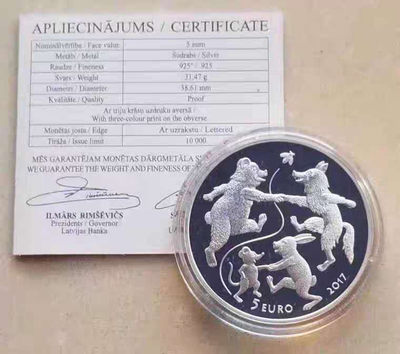 APLIECINĀJUMS / CERTIFICATE
Nominālvērtība / Face value 5 euro
Metāls / Metal Sudrabs / Silver
Raudze / Fineness 925° / .925
Svars / Weight 31.47 g
Diametrs / Diameter 38.61 mm
Kvalitāte / Quality Proof
Ar triju krāsu uzdruku aversā /
With three-colour print on the obverse
Monētas josta / Edge Ar uzrakstu / Lettered
Tirāža / Issue limit 10 000
MĒS GARANTĒJAM MONĒTAS DĀRGMETĀLA
WE GUARANTEE THE WEIGHT AND FINENESS OF
ILMĀRS RIMŠĒVIČS
Prezidents / Governor
Latvijas Banka
5 EURO
2017